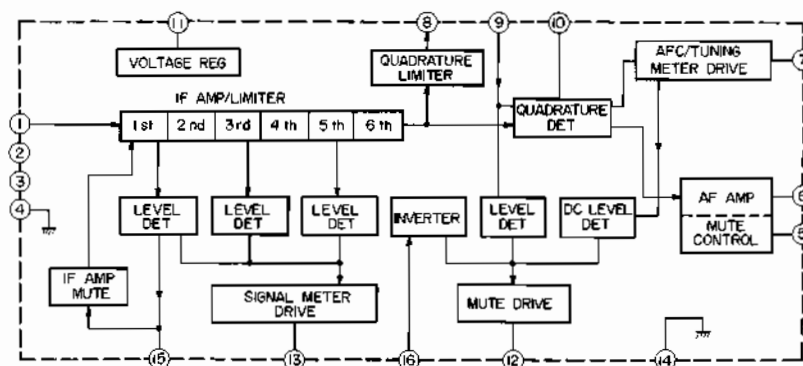 11
8
9
10
VOLTAGE REG
QUADRATURE
LIMITER
AFC/TUNING
METER DRIVE
7
IF AMP/LIMITER
1
1st 2nd 3rd 4th 5th 6th
QUADRATURE
DET
2
3
4
LEVEL
DET
LEVEL
DET
LEVEL
DET
INVERTER
LEVEL
DET
DC LEVEL
DET
AF AMP
6
MUTE
CONTROL
5
IF AMP
MUTE
SIGNAL METER
DRIVE
MUTE DRIVE
15
13
16
12
14